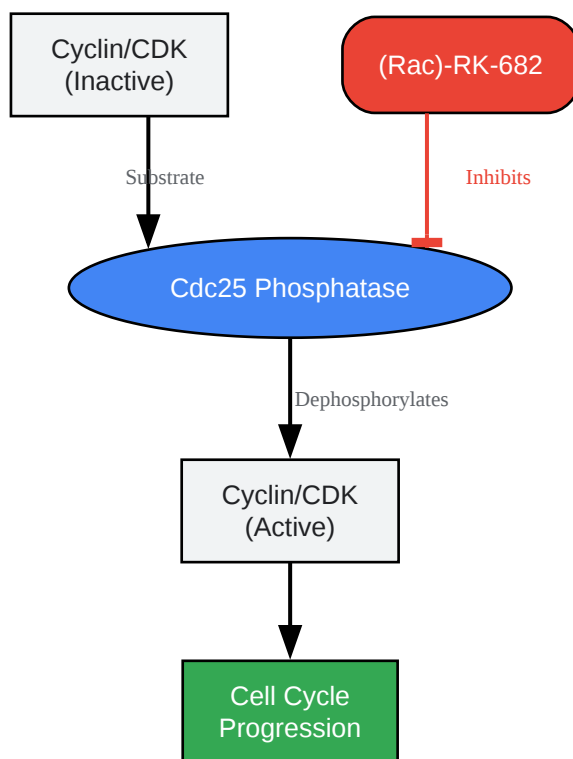 Cyclin/CDK
(Inactive)
(Rac)-RK-682
Substrate
Inhibits
Cdc25 Phosphatase
Dephosphorylates
Cyclin/CDK
(Active)
Cell Cycle
Progression